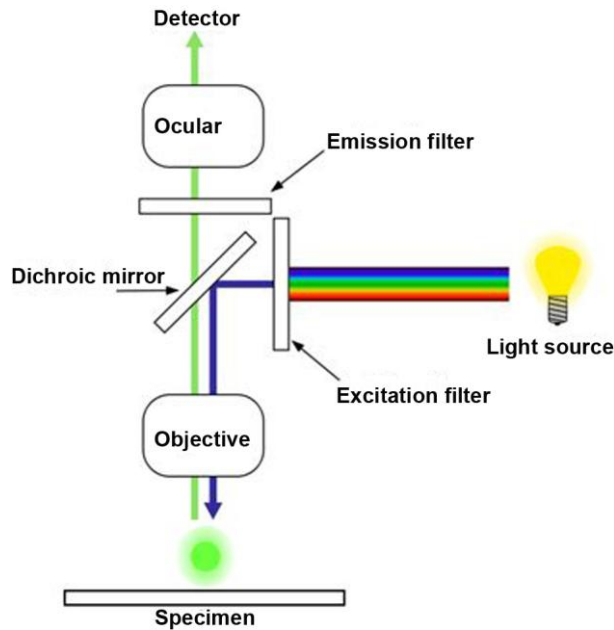 Detector
Ocular
Emission filter
Dichroic mirror
Light source
Excitation filter
Objective
Specimen